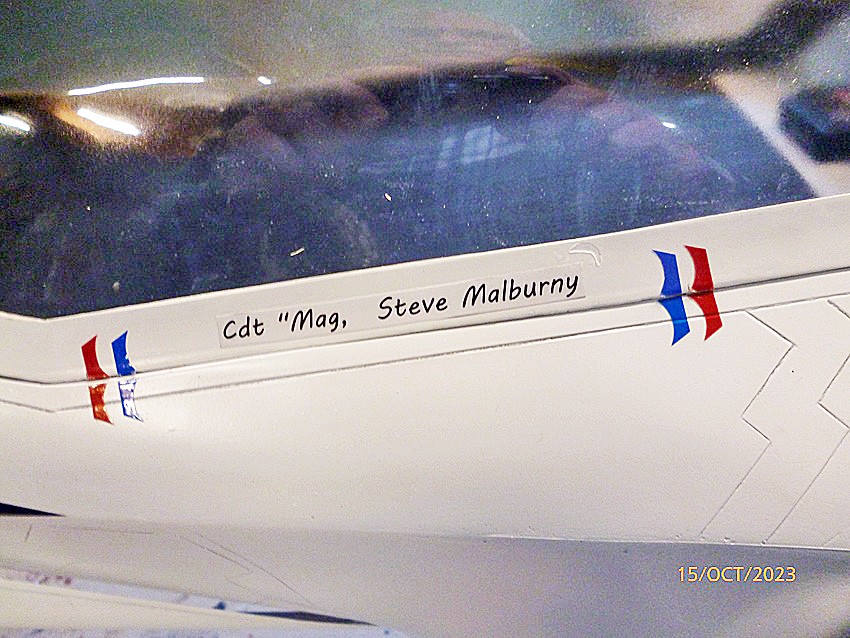 Cdt "Mag, Steve Malburny
15/OCT/2023